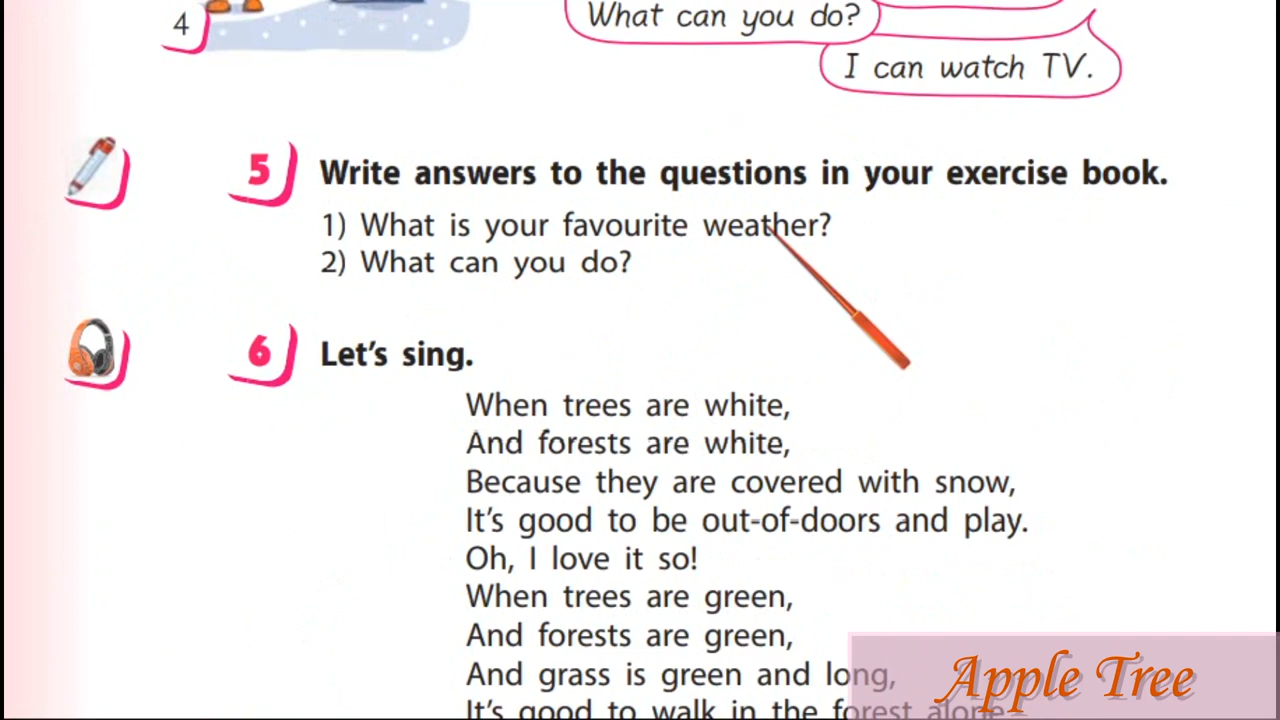 4
What can you do?
I can watch TV.
5 Write answers to the questions in your exercise book.
1) What is your favourite weather?
2) What can you do?
6 Let's sing.
When trees are white,
And forests are white,
Because they are covered with snow,
It's good to be out-of-doors and play.
Oh, I love it so!
When trees are green,
And forests are green,
And grass is green and long,
It's good to walk in the forest alone
Apple Tree